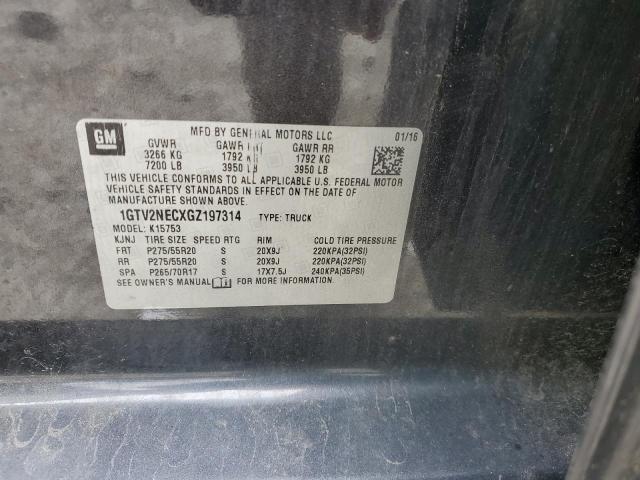 GM
MFD BY GENERAL MOTORS LLC 01/16
GVWR GAWR FRT GAWR RR
3266 KG 1792 KG 1792 KG
7200 LB 3950 LB 3950 LB
THIS VEHICLE CONFORMS TO ALL APPLICABLE U.S. FEDERAL MOTOR
VEHICLE SAFETY STANDARDS IN EFFECT ON THE DATE OF
MANUFACTURE SHOWN ABOVE.
1GTV2NECXGZ197314 TYPE: TRUCK
MODEL: K15753
KJNJ TIRE SIZE SPEED RTG RIM COLD TIRE PRESSURE
FRT P275/55R20 S 20X9J 220KPA(32PSI)
RR P275/55R20 S 20X9J 220KPA(32PSI)
SPA P265/70R17 S 17X7.5J 240KPA(35PSI)
SEE OWNER'S MANUAL FOR MORE INFORMATION.